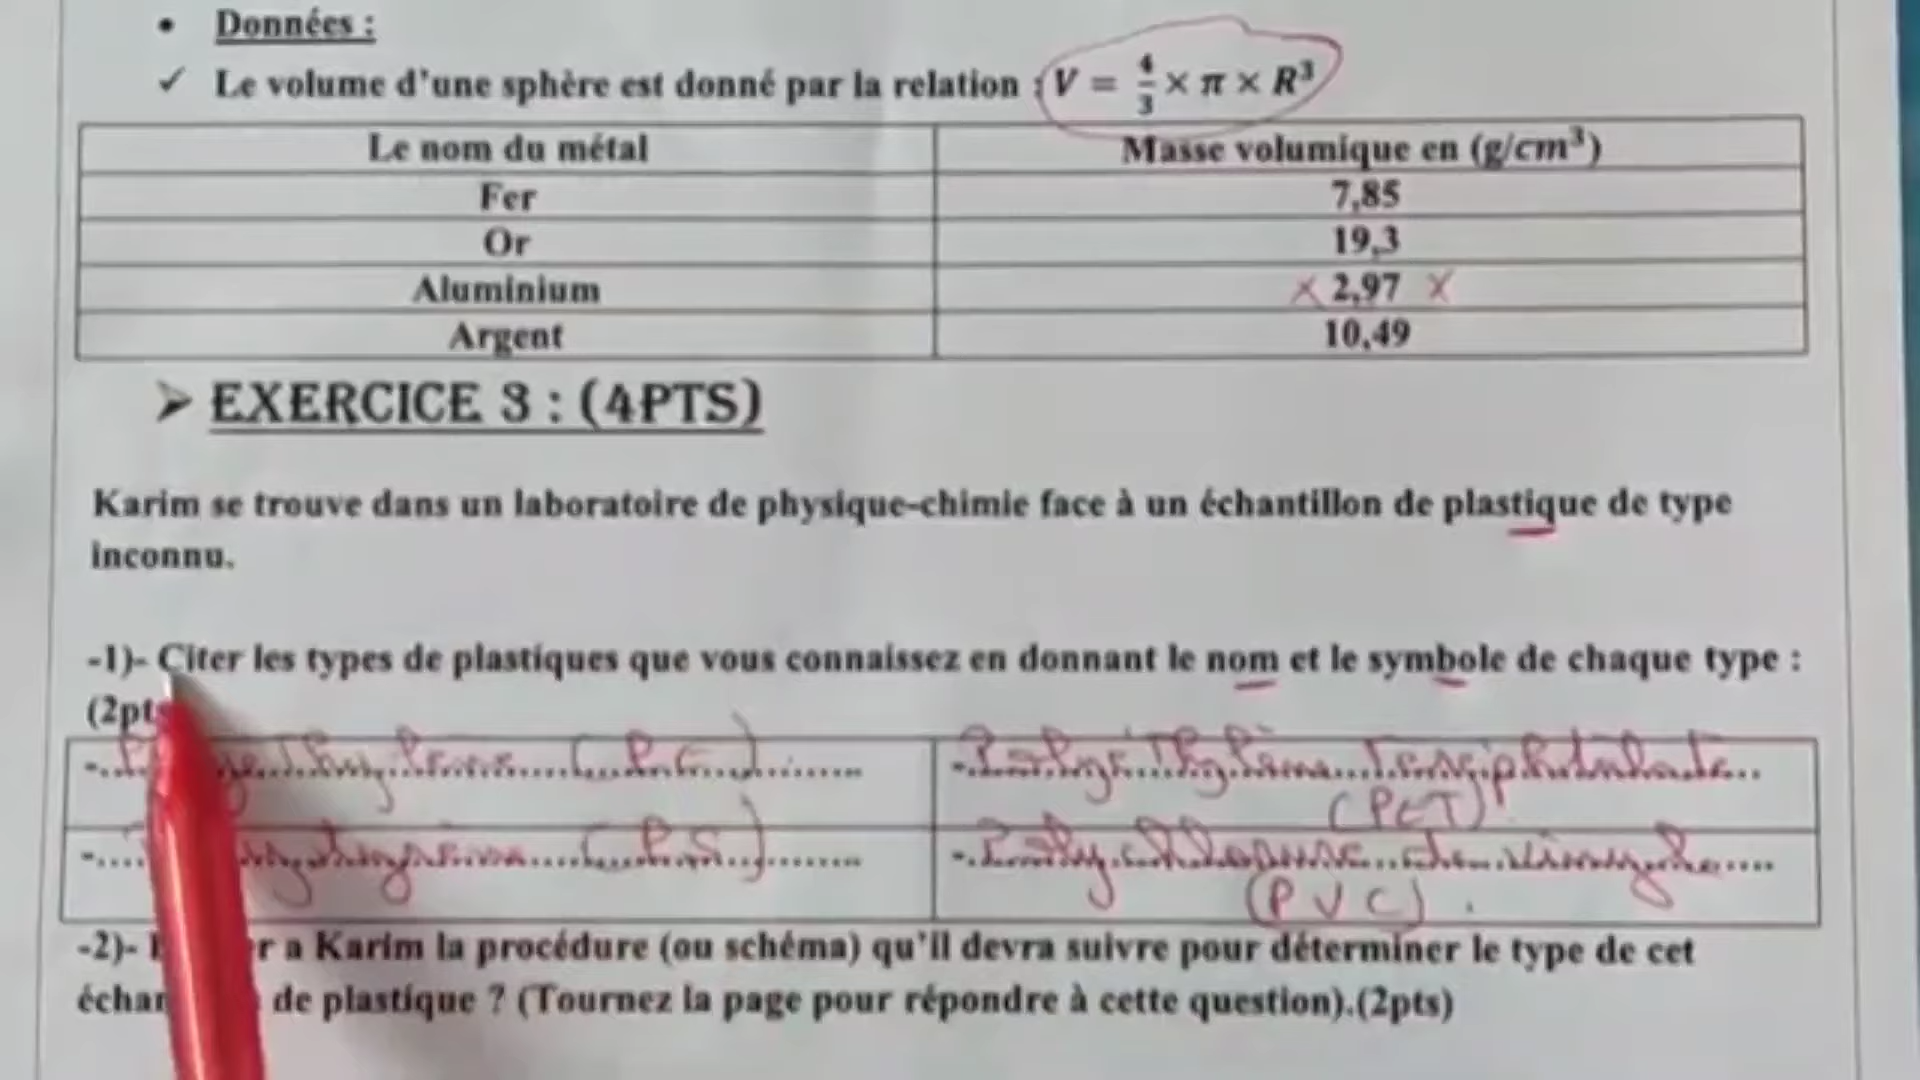 • Données :
✓ Le volume d'une sphère est donné par la relation : V = 4/3 × π × R³
Le nom du métal Masse volumique en (g/cm³)
Fer 7,85
Or 19,3
Aluminium × 2,97 ×
Argent 10,49
➢ EXERCICE 3 : (4PTS)
Karim se trouve dans un laboratoire de physique-chimie face à un échantillon de plastique de type
inconnu.
-1)- Citer les types de plastiques que vous connaissez en donnant le nom et le symbole de chaque type :
(2pts
(PE) Polyéthylène Teréphtalate
(PET)
(PS) Polychlorure de vinyle
(PVC).
-2)- a Karim la procédure (ou schéma) qu'il devra suivre pour déterminer le type de cet
de plastique ? (Tournez la page pour répondre à cette question).(2pts)